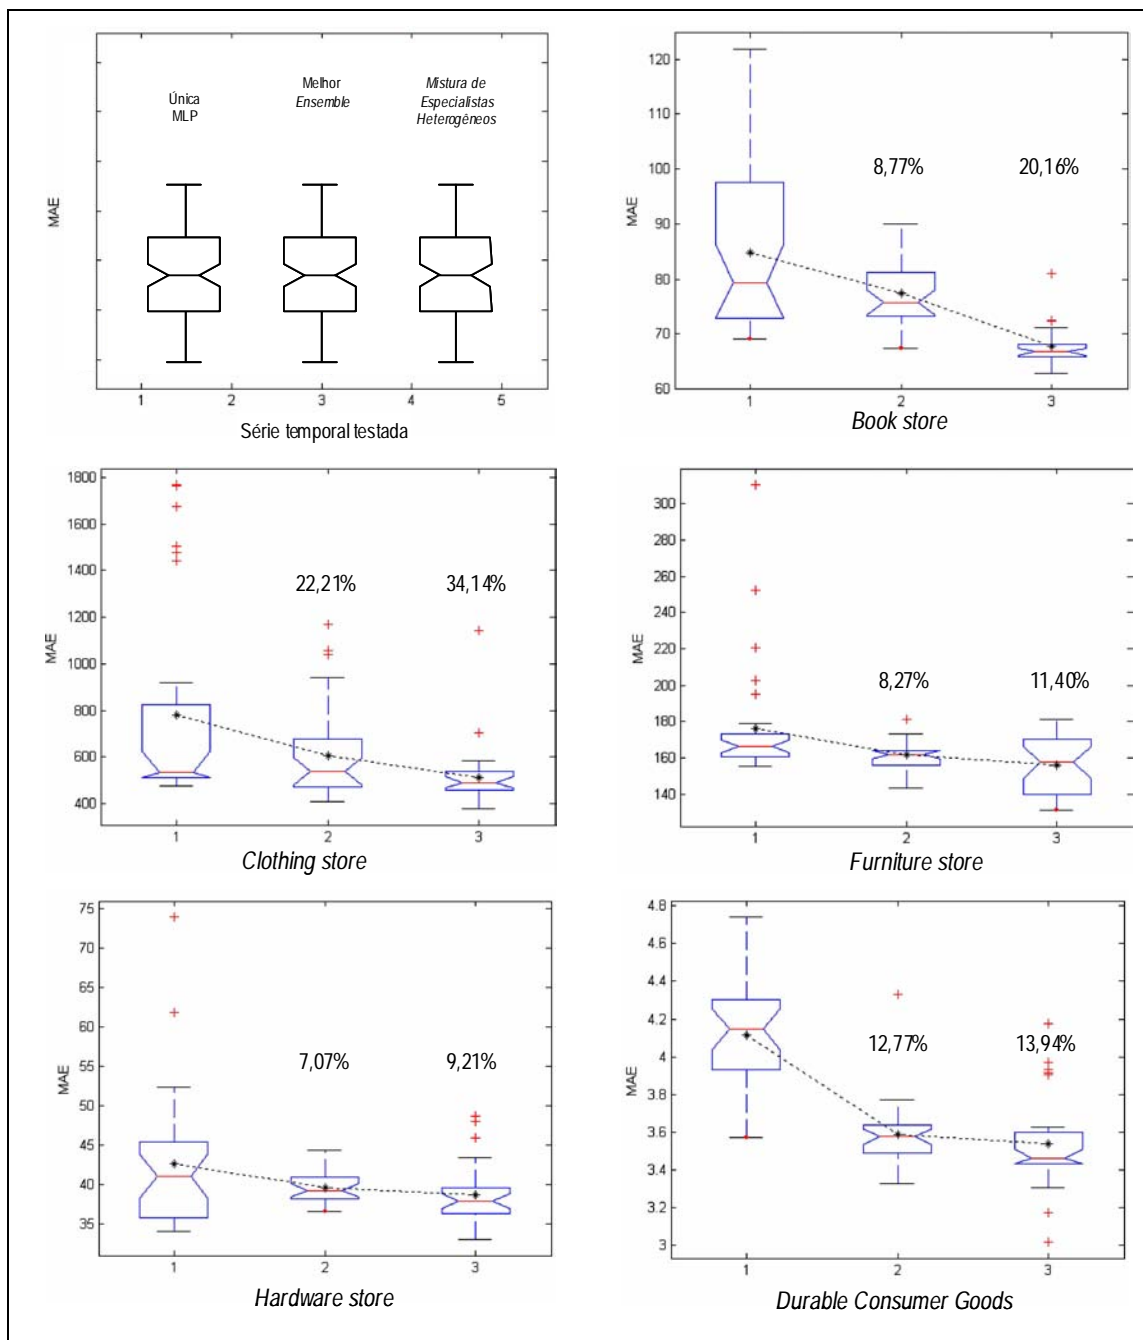 Única
MLP
Melhor
Ensemble
Mistura de
Especialistas
Heterogêneos
MAE
1 2 3 4 5
Série temporal testada
120
110
100
90
80
70
60
MAE
8,77%
20,16%
1 2 3
Book store
1800
1600
1400
1200
1000
800
600
400
MAE
22,21%
34,14%
1 2 3
Clothing store
300
280
260
240
220
200
180
160
140
MAE
8,27%
11,40%
1 2 3
Furniture store
75
70
65
60
55
50
45
40
35
MAE
7,07%
9,21%
1 2 3
Hardware store
4.8
4.6
4.4
4.2
4
3.8
3.6
3.4
3.2
3
MAE
12,77%
13,94%
1 2 3
Durable Consumer Goods